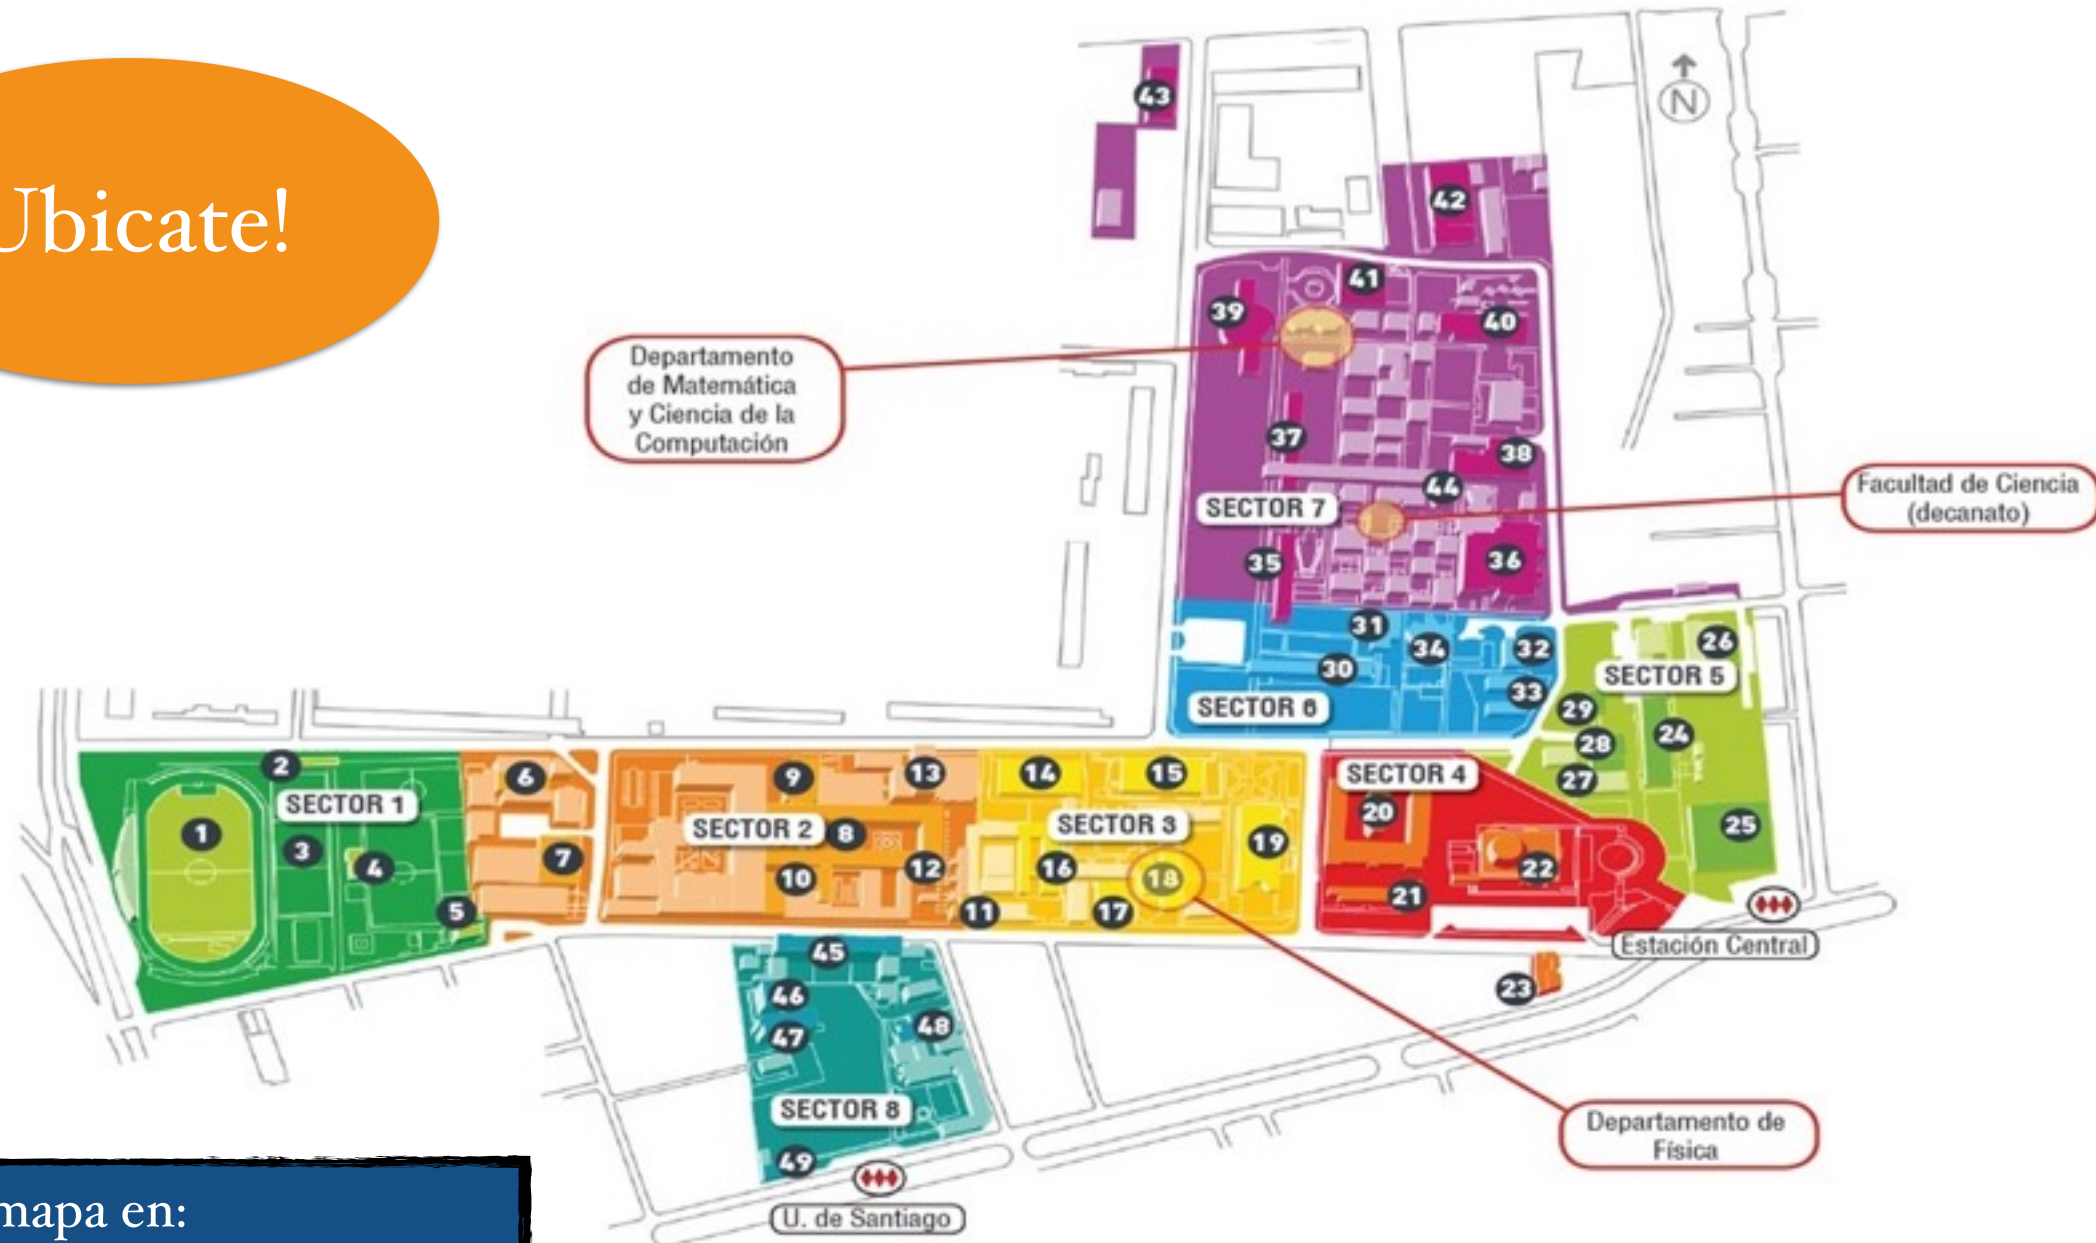 Ubicate!
N
43
42
41
39
40
Departamento
de Matemática
y Ciencia de la
Computación
37
38
44
Facultad de Ciencia
(decanato)
SECTOR 7
35
36
31
34
32
26
30
SECTOR 5
33
SECTOR 6
29
24
28
27
2
6
9
13
14
15
SECTOR 4
SECTOR 1
20
25
1
SECTOR 2
8
SECTOR 3
19
3
4
7
10
12
16
18
22
5
11
17
21
Estación Central
45
23
46
47
48
SECTOR 8
Departamento de
Física
49
U. de Santiago
mapa en: